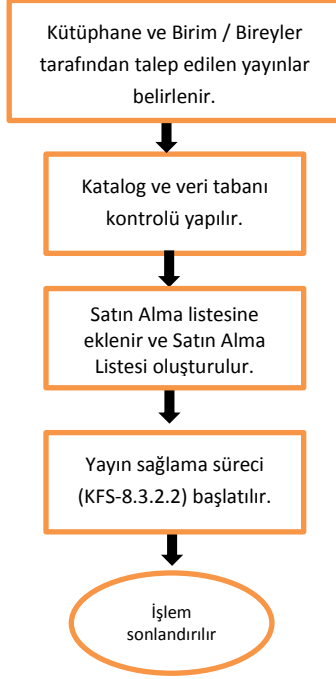 Kütüphane ve Birim / Bireyler
tarafından talep edilen yayınlar
belirlenir.
Katalog ve veri tabanı
kontrolü yapılır.
Satın Alma listesine
eklenir ve Satın Alma
Listesi oluşturulur.
Yayın sağlama süreci
(KFS-8.3.2.2) başlatılır.
İşlem
sonlandırılır